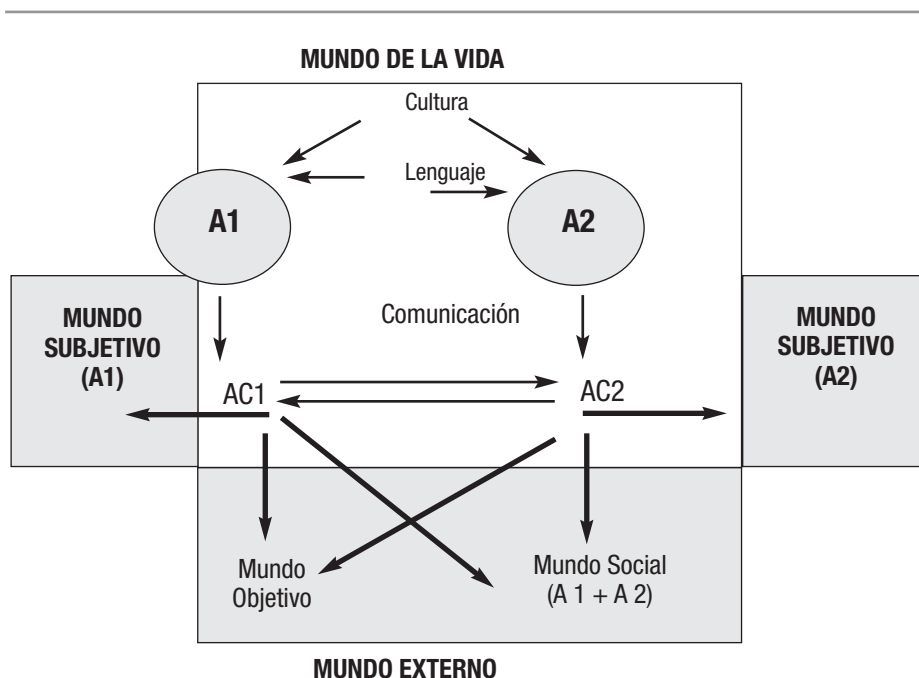 MUNDO DE LA VIDA
Cultura
Lenguaje
A1
A2
Comunicación
MUNDO
SUBJETIVO
(A1)
MUNDO
SUBJETIVO
(A2)
AC1
AC2
Mundo
Objetivo
Mundo Social
(A 1 + A 2)
MUNDO EXTERNO